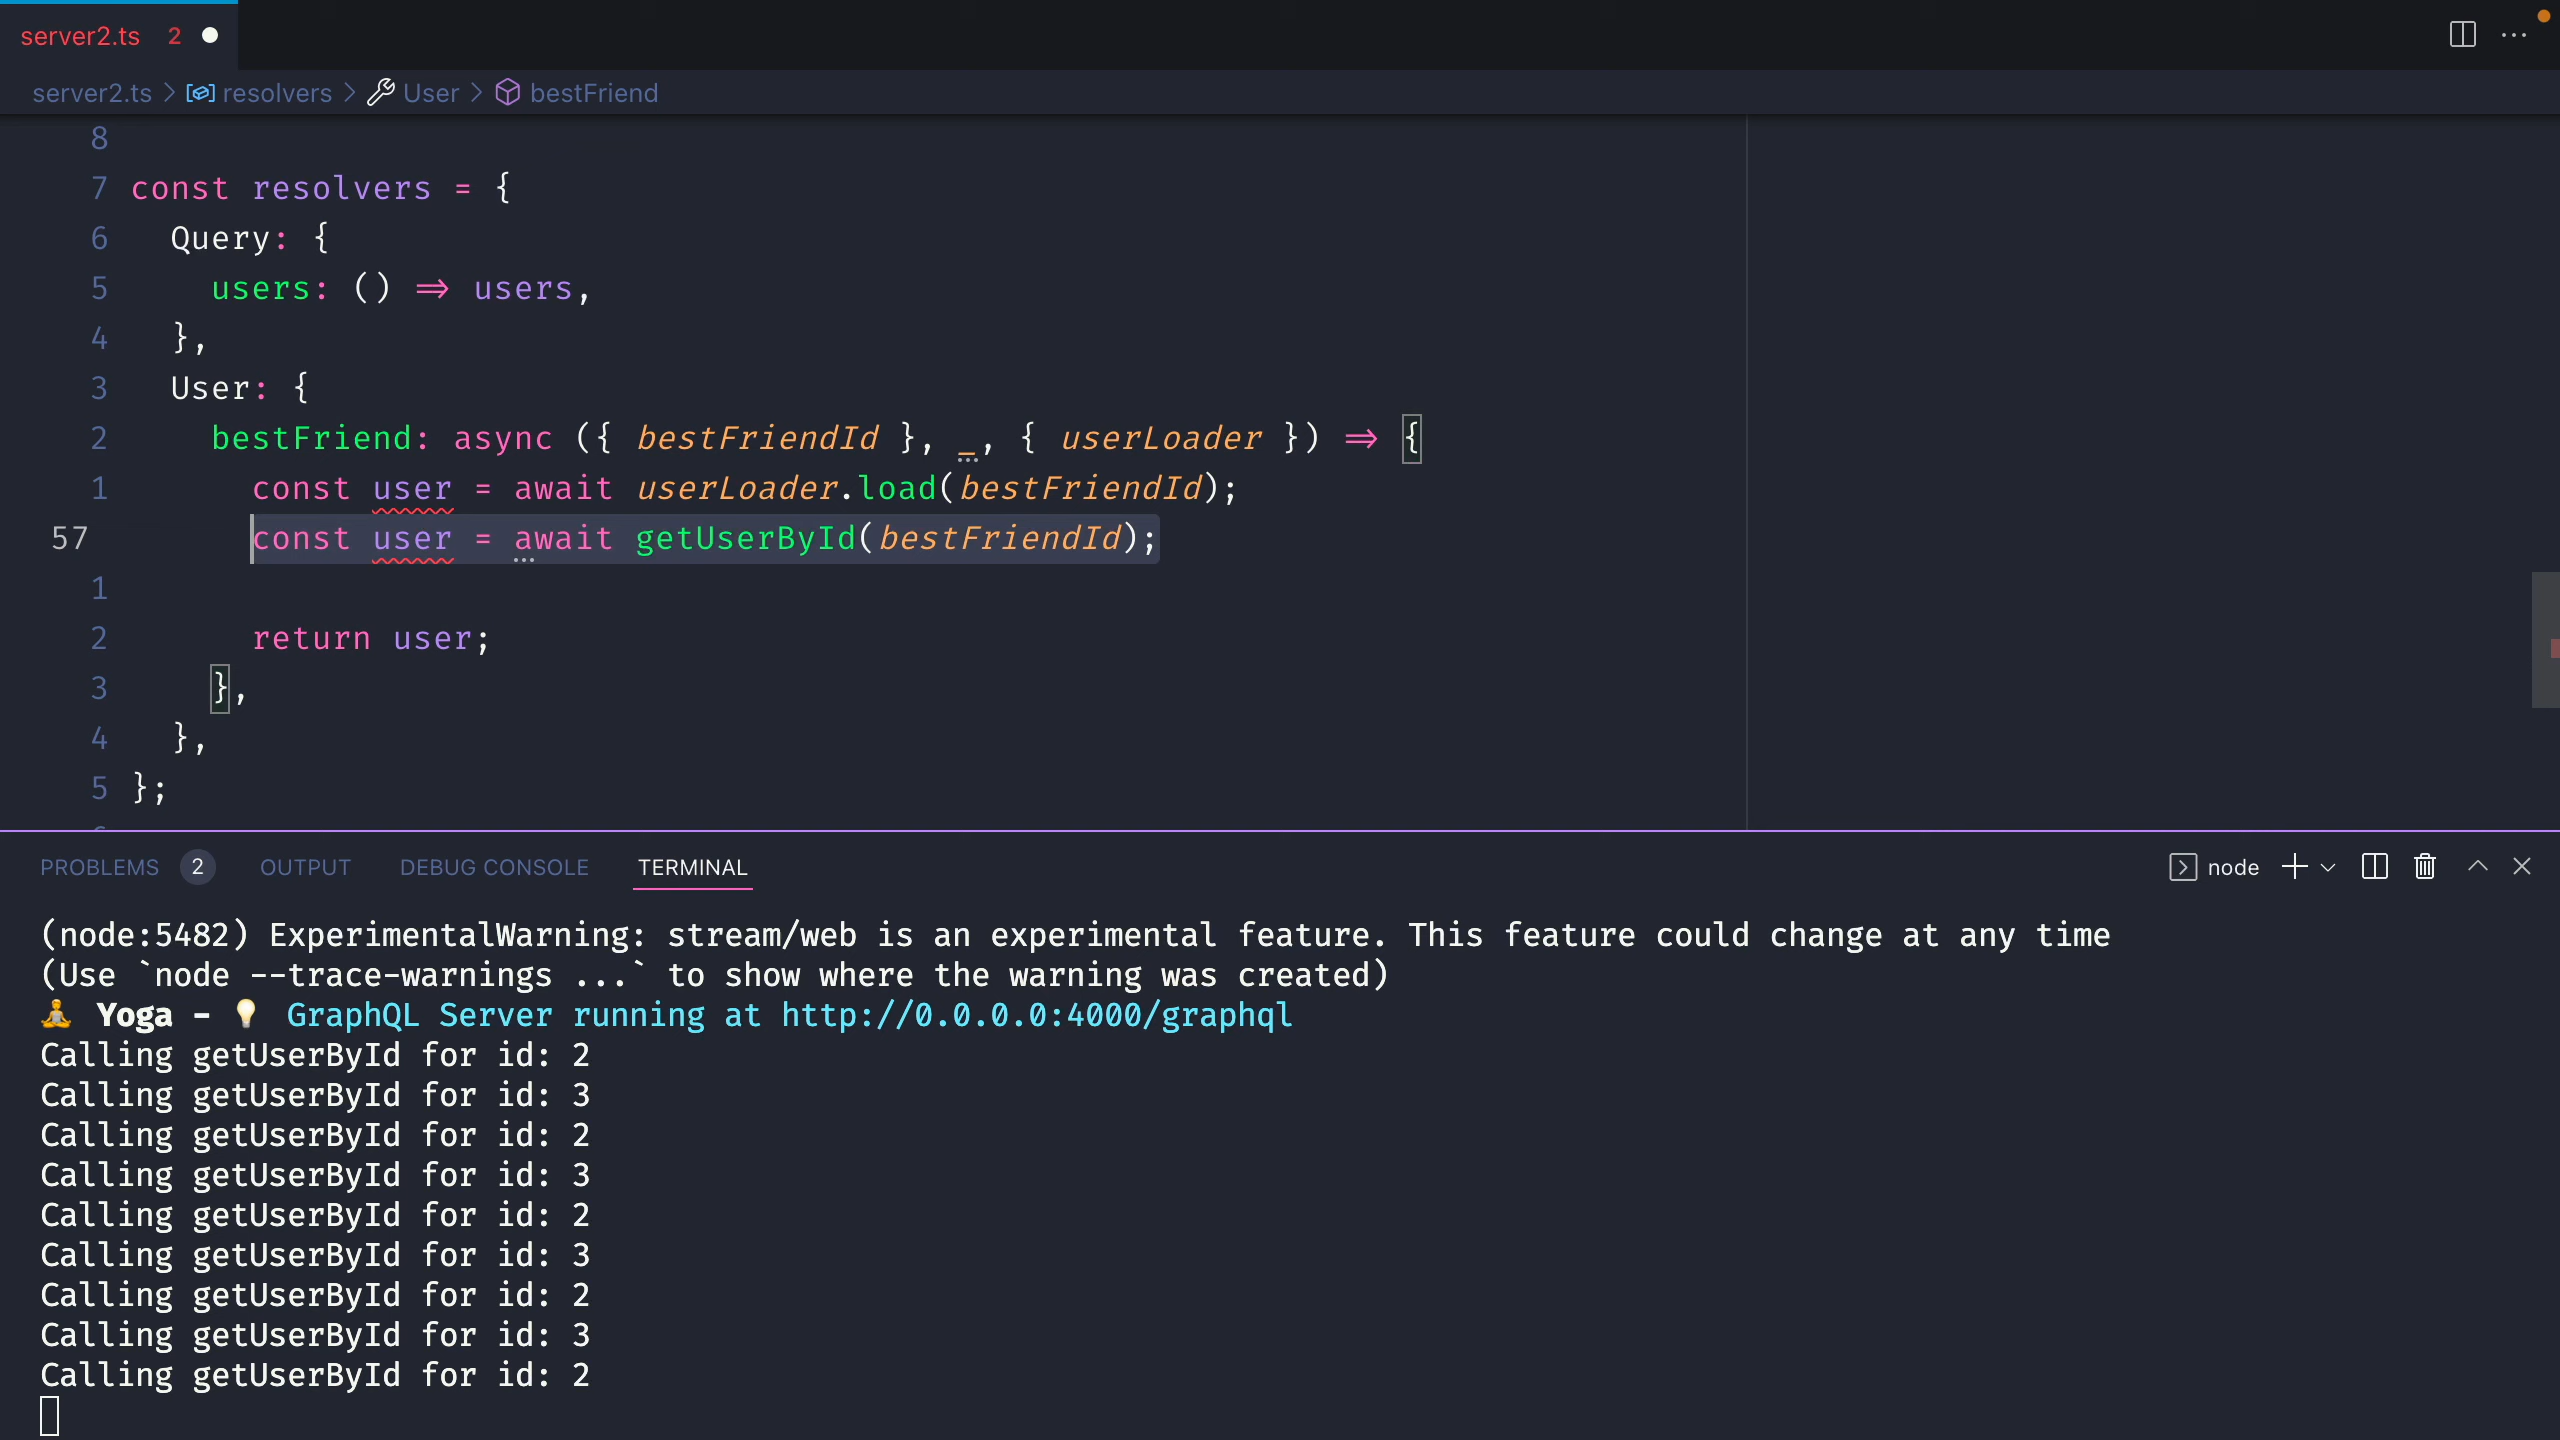 server2.ts 2
server2.ts > resolvers > User > bestFriend
8
7 const resolvers = {
6 Query: {
5 users: () => users,
4 },
3 User: {
2 bestFriend: async ({ bestFriendId }, _, { userLoader }) => {
1 const user = await userLoader.load(bestFriendId);
57 const user = await getUserById(bestFriendId);
1
2 return user;
3 },
4 },
5 };
PROBLEMS 2 OUTPUT DEBUG CONSOLE TERMINAL node
(node:5482) ExperimentalWarning: stream/web is an experimental feature. This feature could change at any time
(Use `node --trace-warnings ...` to show where the warning was created)
🧘 Yoga - 💡 GraphQL Server running at http://0.0.0.0:4000/graphql
Calling getUserById for id: 2
Calling getUserById for id: 3
Calling getUserById for id: 2
Calling getUserById for id: 3
Calling getUserById for id: 2
Calling getUserById for id: 3
Calling getUserById for id: 2
Calling getUserById for id: 3
Calling getUserById for id: 2